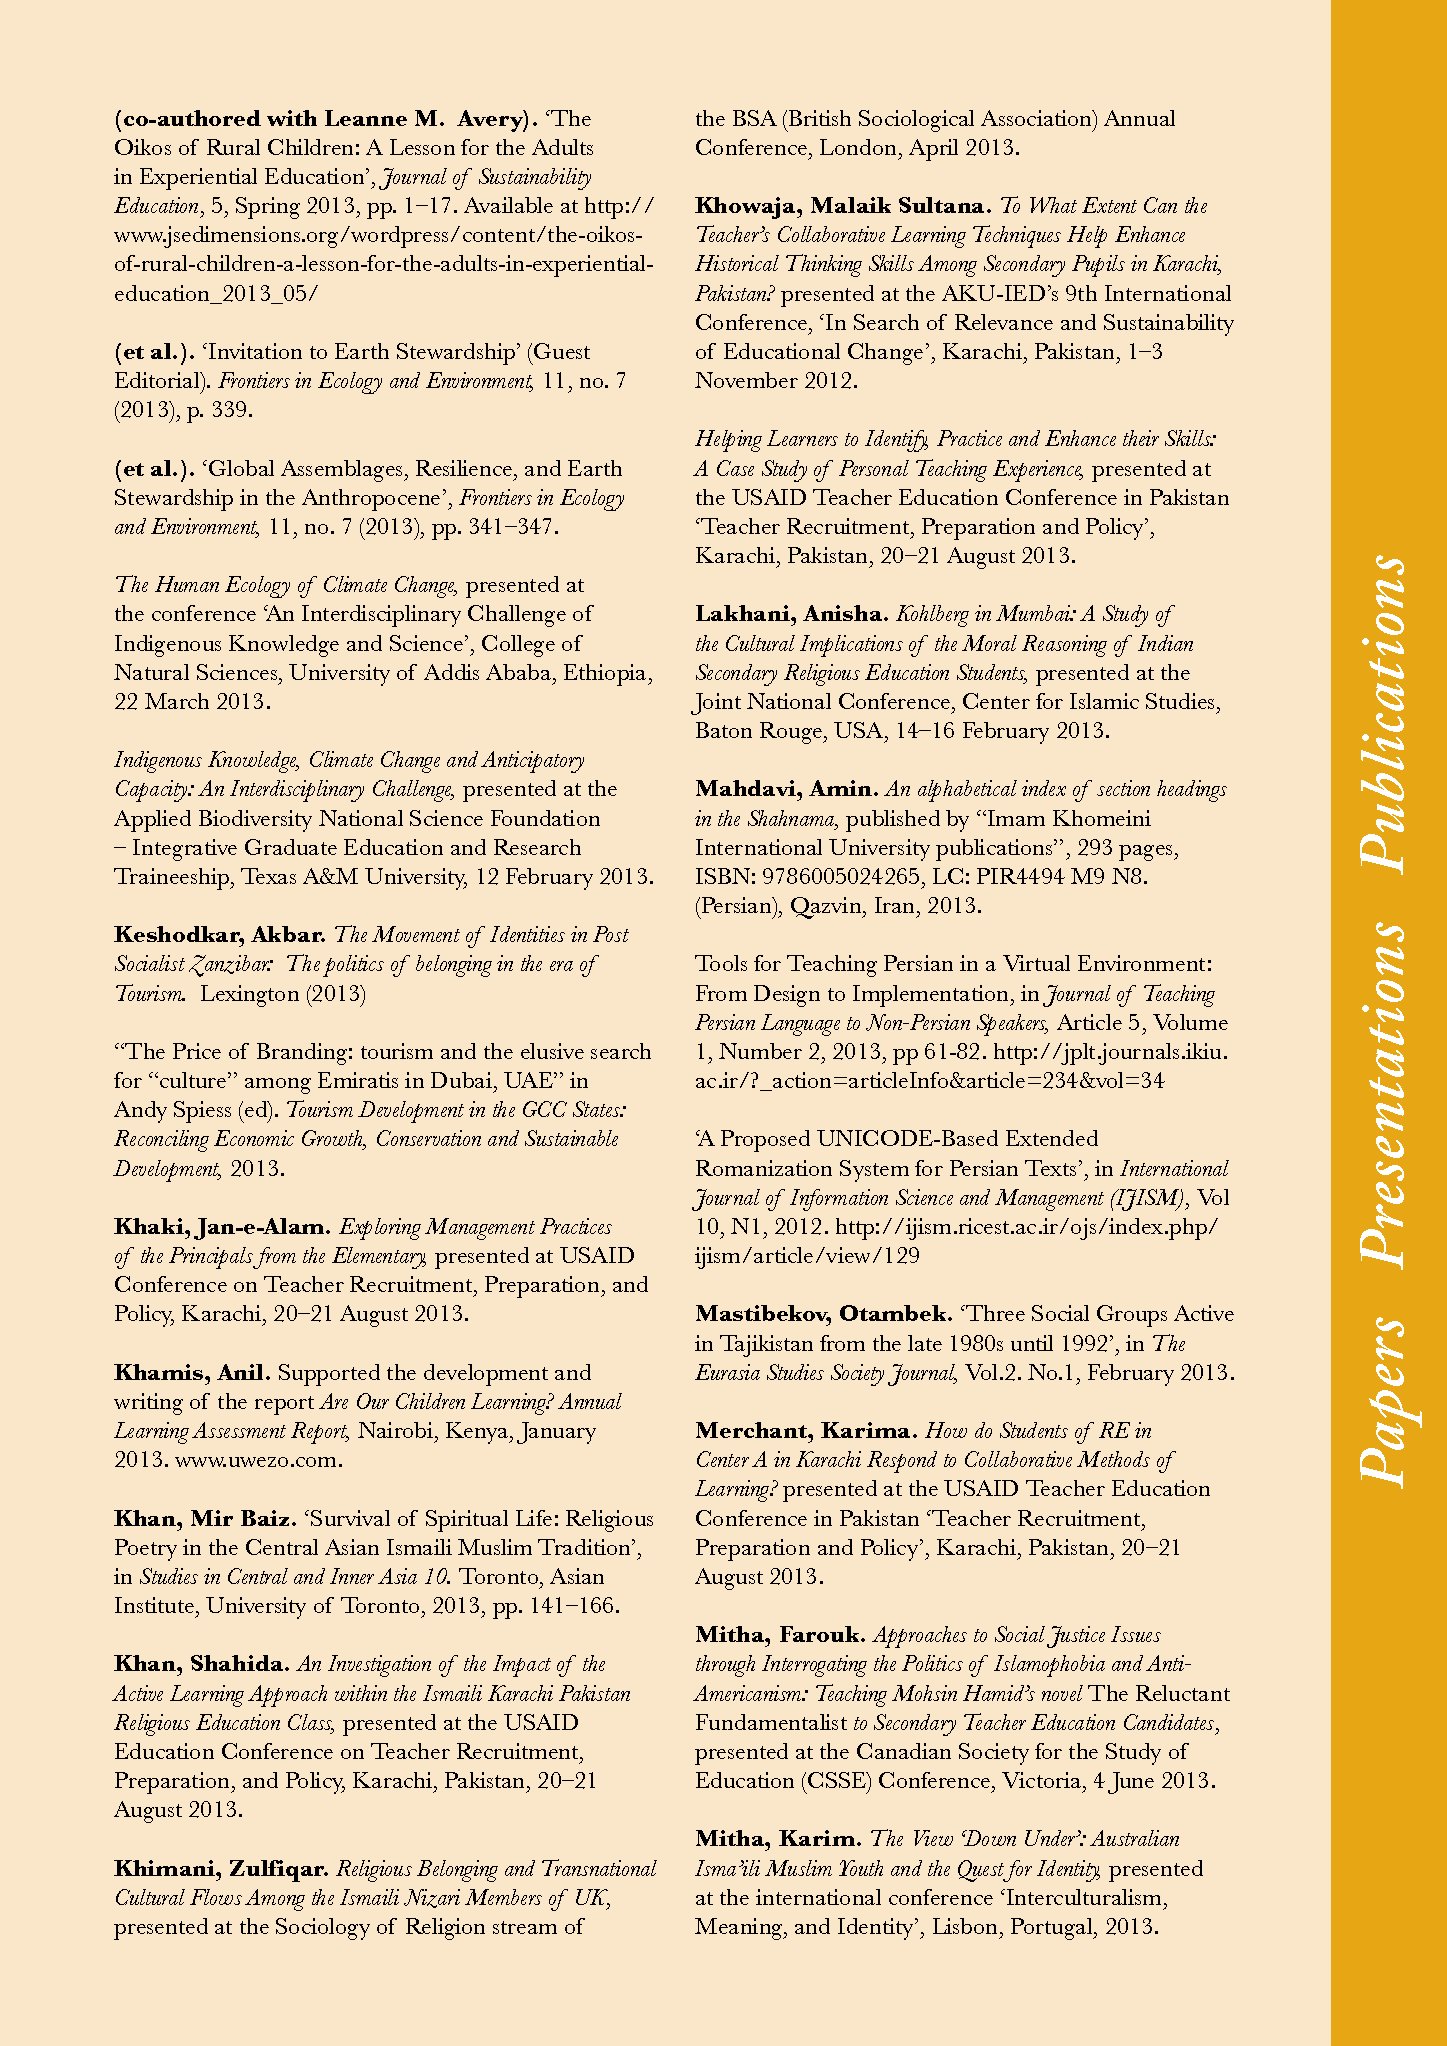 (co-authored with Leanne M. Avery). ‘The
Oikos of Rural Children: A Lesson for the Adults
in Experiential Education’, Journal of Sustainability
Education, 5, Spring 2013, pp. 1–17. Available at http://
www.jsedimensions.org/wordpress/content/the-oikos-
of-rural-children-a-lesson-for-the-adults-in-experiential-
education_2013_05/
(et al.). ‘Invitation to Earth Stewardship’ (Guest
Editorial). Frontiers in Ecology and Environment, 11, no. 7
(2013), p. 339.
(et al.). ‘Global Assemblages, Resilience, and Earth
Stewardship in the Anthropocene’, Frontiers in Ecology
and Environment, 11, no. 7 (2013), pp. 341–347.
The Human Ecology of Climate Change, presented at
the conference ‘An Interdisciplinary Challenge of
Indigenous Knowledge and Science’, College of
Natural Sciences, University of Addis Ababa, Ethiopia,
22 March 2013.
Indigenous Knowledge, Climate Change and Anticipatory
Capacity: An Interdisciplinary Challenge, presented at the
Applied Biodiversity National Science Foundation
– Integrative Graduate Education and Research
Traineeship, Texas A&M University, 12 February 2013.
Keshodkar, Akbar. The Movement of Identities in Post
Socialist Zanzibar: The politics of belonging in the era of
Tourism. Lexington (2013)
“The Price of Branding: tourism and the elusive search
for “culture” among Emiratis in Dubai, UAE” in
Andy Spiess (ed). Tourism Development in the GCC States:
Reconciling Economic Growth, Conservation and Sustainable
Development, 2013.
Khaki, Jan-e-Alam. Exploring Management Practices
of the Principals from the Elementary, presented at USAID
Conference on Teacher Recruitment, Preparation, and
Policy, Karachi, 20–21 August 2013.
Khamis, Anil. Supported the development and
writing of the report Are Our Children Learning? Annual
Learning Assessment Report, Nairobi, Kenya, January
2013. www.uwezo.com.
Khan, Mir Baiz. ‘Survival of Spiritual Life: Religious
Poetry in the Central Asian Ismaili Muslim Tradition’,
in Studies in Central and Inner Asia 10. Toronto, Asian
Institute, University of Toronto, 2013, pp. 141–166.
Khan, Shahida. An Investigation of the Impact of the
Active Learning Approach within the Ismaili Karachi Pakistan
Religious Education Class, presented at the USAID
Education Conference on Teacher Recruitment,
Preparation, and Policy, Karachi, Pakistan, 20–21
August 2013.
Khimani, Zulfiqar. Religious Belonging and Transnational
Cultural Flows Among the Ismaili Nizari Members of UK,
presented at the Sociology of Religion stream of
the BSA (British Sociological Association) Annual
Conference, London, April 2013.
Khowaja, Malaik Sultana. To What Extent Can the
Teacher’s Collaborative Learning Techniques Help Enhance
Historical Thinking Skills Among Secondary Pupils in Karachi,
Pakistan? presented at the AKU-IED’s 9th International
Conference, ‘In Search of Relevance and Sustainability
of Educational Change’, Karachi, Pakistan, 1–3
November 2012.
Helping Learners to Identify, Practice and Enhance their Skills:
A Case Study of Personal Teaching Experience, presented at
the USAID Teacher Education Conference in Pakistan
‘Teacher Recruitment, Preparation and Policy’,
Karachi, Pakistan, 20–21 August 2013.
Lakhani, Anisha. Kohlberg in Mumbai: A Study of
the Cultural Implications of the Moral Reasoning of Indian
Secondary Religious Education Students, presented at the
Joint National Conference, Center for Islamic Studies,
Baton Rouge, USA, 14–16 February 2013.
Mahdavi, Amin. An alphabetical index of section headings
in the Shahnama, published by “Imam Khomeini
International University publications”, 293 pages,
ISBN: 9786005024265, LC: PIR4494 M9 N8.
(Persian), Qazvin, Iran, 2013.
Tools for Teaching Persian in a Virtual Environment:
From Design to Implementation, in Journal of Teaching
Persian Language to Non-Persian Speakers, Article 5, Volume
1, Number 2, 2013, pp 61-82. http://jplt.journals.ikiu.
ac.ir/?_action=articleInfo&article=234&vol=34
‘A Proposed UNICODE-Based Extended
Romanization System for Persian Texts’, in International
Journal of Information Science and Management (IJISM), Vol
10, N1, 2012. http://ijism.ricest.ac.ir/ojs/index.php/
ijism/article/view/129
Mastibekov, Otambek. ‘Three Social Groups Active
in Tajikistan from the late 1980s until 1992’, in The
Eurasia Studies Society Journal, Vol.2. No.1, February 2013.
Merchant, Karima. How do Students of RE in
Center A in Karachi Respond to Collaborative Methods of
Learning? presented at the USAID Teacher Education
Conference in Pakistan ‘Teacher Recruitment,
Preparation and Policy’, Karachi, Pakistan, 20–21
August 2013.
Mitha, Farouk. Approaches to Social Justice Issues
through Interrogating the Politics of Islamophobia and Anti-
Americanism: Teaching Mohsin Hamid’s novel The Reluctant
Fundamentalist to Secondary Teacher Education Candidates,
presented at the Canadian Society for the Study of
Education (CSSE) Conference, Victoria, 4 June 2013.
Mitha, Karim. The View ‘Down Under’: Australian
Isma’ili Muslim Youth and the Quest for Identity, presented
at the international conference ‘Interculturalism,
Meaning, and Identity’, Lisbon, Portugal, 2013.
Papers Presentations Publications